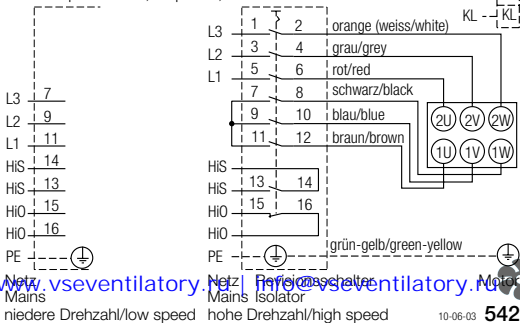 KL
KL
L3 1 2 orange (weiss/white)
L2 3 4 grau/grey
L1 5 6 rot/red
7 8 schwarz/black
9 10 blau/blue
11 12 braun/brown
2U 2V 2W
1U 1V 1W
L3 7
L2 9
L1 11
HiS 14
HiS 13
HiO 15
HiO 16
PE
HiS
HiS 13 14
HiO 15 16
HiO
PE
grün-gelb/green-yellow
Netz
Mains
niedere Drehzahl/low speed
Netz Revisionsschalter
Mains Isolator
hohe Drehzahl/high speed
Motor
www.vseventilatory.ru | info@vseventilatory.ru
10-06-03 542